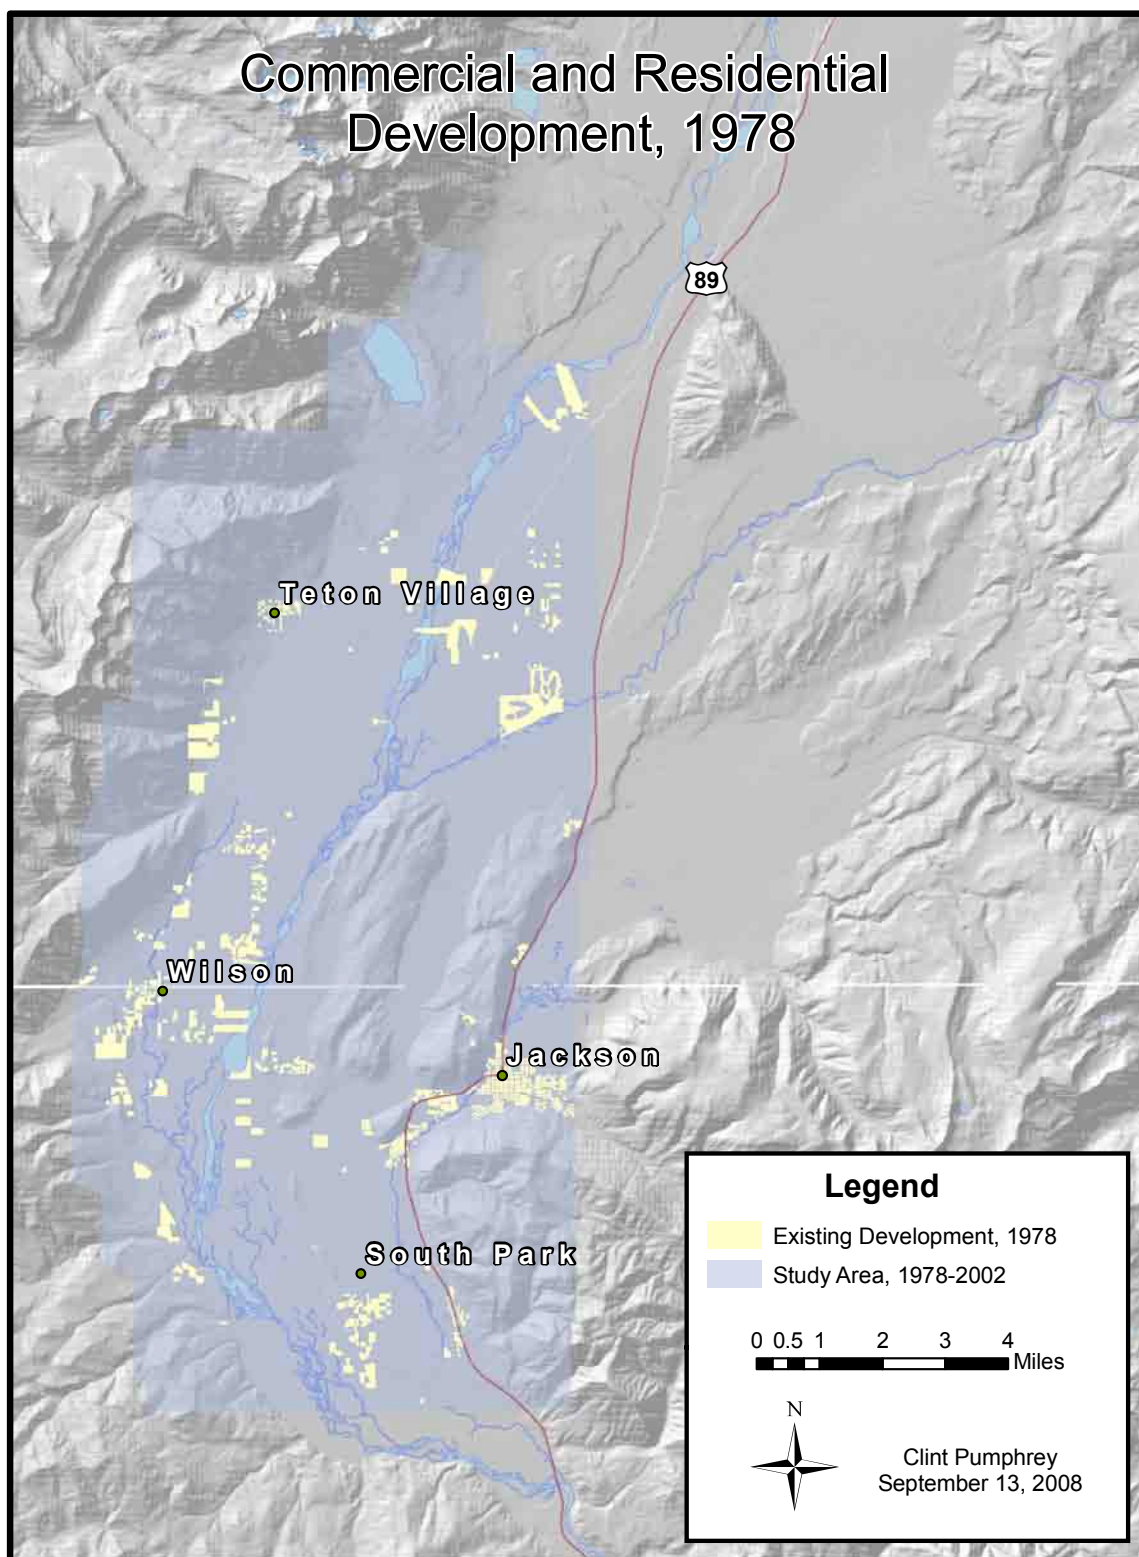 Commercial and Residential
Development, 1978
89
Teton Village
Wilson
Jackson
South Park
Legend
Existing Development, 1978
Study Area, 1978-2002
0 0.5 1 2 3 4
Miles
N
Clint Pumphrey
September 13, 2008